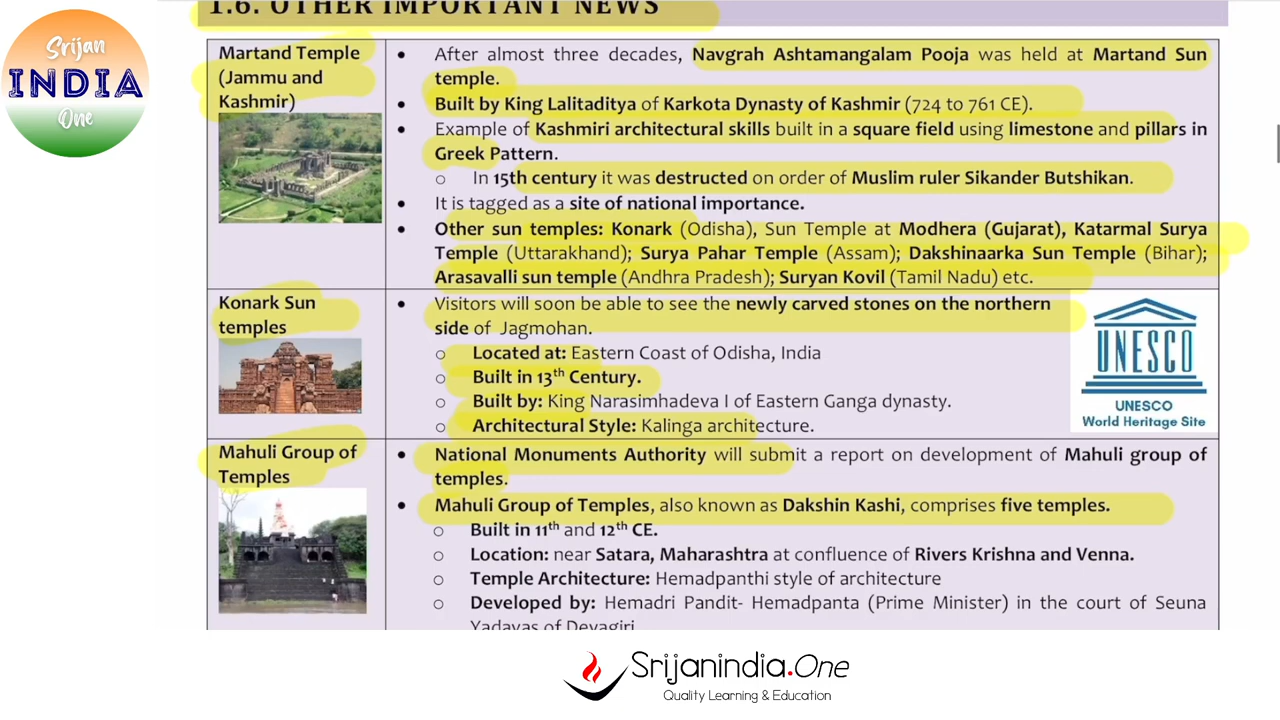 Srijan
INDIA
One
1.6. OTHER IMPORTANT NEWS
Martand Temple
(Jammu and
Kashmir)
• After almost three decades, Navgrah Ashtamangalam Pooja was held at Martand Sun
temple.
• Built by King Lalitaditya of Karkota Dynasty of Kashmir (724 to 761 CE).
• Example of Kashmiri architectural skills built in a square field using limestone and pillars in
Greek Pattern.
o In 15th century it was destructed on order of Muslim ruler Sikander Butshikan.
• It is tagged as a site of national importance.
• Other sun temples: Konark (Odisha), Sun Temple at Modhera (Gujarat), Katarmal Surya
Temple (Uttarakhand); Surya Pahar Temple (Assam); Dakshinaarka Sun Temple (Bihar);
Arasavalli sun temple (Andhra Pradesh); Suryan Kovil (Tamil Nadu) etc.
Konark Sun
temples
• Visitors will soon be able to see the newly carved stones on the northern
side of Jagmohan.
o Located at: Eastern Coast of Odisha, India
o Built in 13th Century.
o Built by: King Narasimhadeva I of Eastern Ganga dynasty.
o Architectural Style: Kalinga architecture.
UNESCO
UNESCO
World Heritage Site
Mahuli Group of
Temples
• National Monuments Authority will submit a report on development of Mahuli group of
temples.
• Mahuli Group of Temples, also known as Dakshin Kashi, comprises five temples.
o Built in 11th and 12th CE.
o Location: near Satara, Maharashtra at confluence of Rivers Krishna and Venna.
o Temple Architecture: Hemadpanthi style of architecture
o Developed by: Hemadri Pandit- Hemadpanta (Prime Minister) in the court of Seuna
Yadavas of Devagiri
Srijanindia.One
Quality Learning & Education